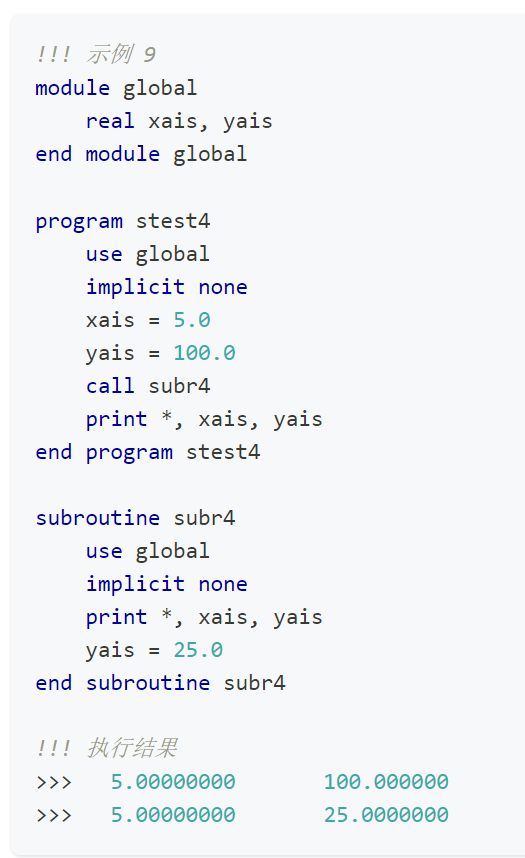 !!! 示例 9
module global
    real xais, yais
end module global

program stest4
    use global
    implicit none
    xais = 5.0
    yais = 100.0
    call subr4
    print *, xais, yais
end program stest4

subroutine subr4
    use global
    implicit none
    print *, xais, yais
    yais = 25.0
end subroutine subr4

!!! 执行结果
>>>   5.00000000       100.000000
>>>   5.00000000       25.0000000